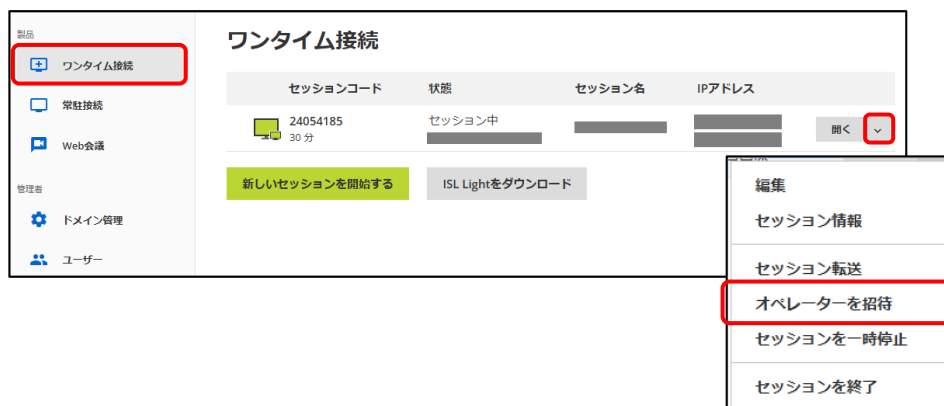 製品
ワンタイム接続
常駐接続
Web会議
管理者
ドメイン管理
ユーザー
ワンタイム接続
セッションコード 状態 セッション名 IPアドレス
24054185 セッション中
30 分
開く
新しいセッションを開始する ISL Lightをダウンロード
編集
セッション情報
セッション転送
オペレーターを招待
セッションを一時停止
セッションを終了